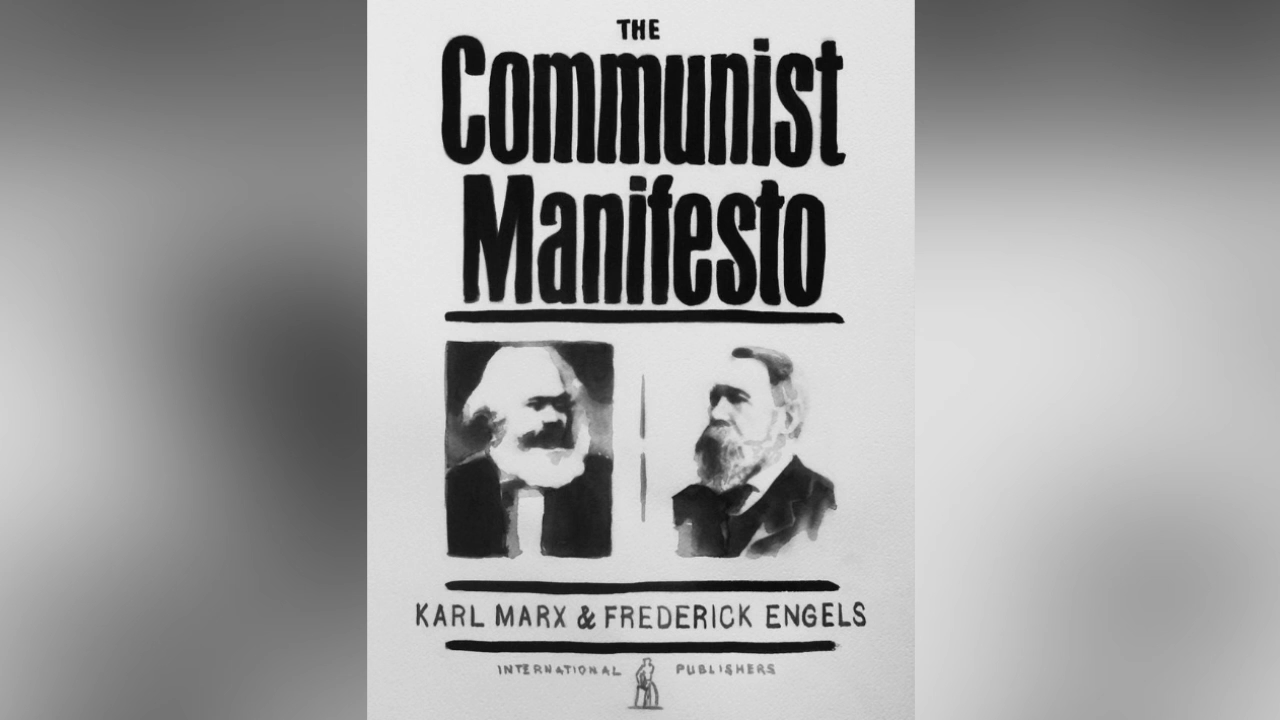 THE
Communist
Manifesto
KARL MARX & FREDERICK ENGELS
INTERNATIONAL PUBLISHERS